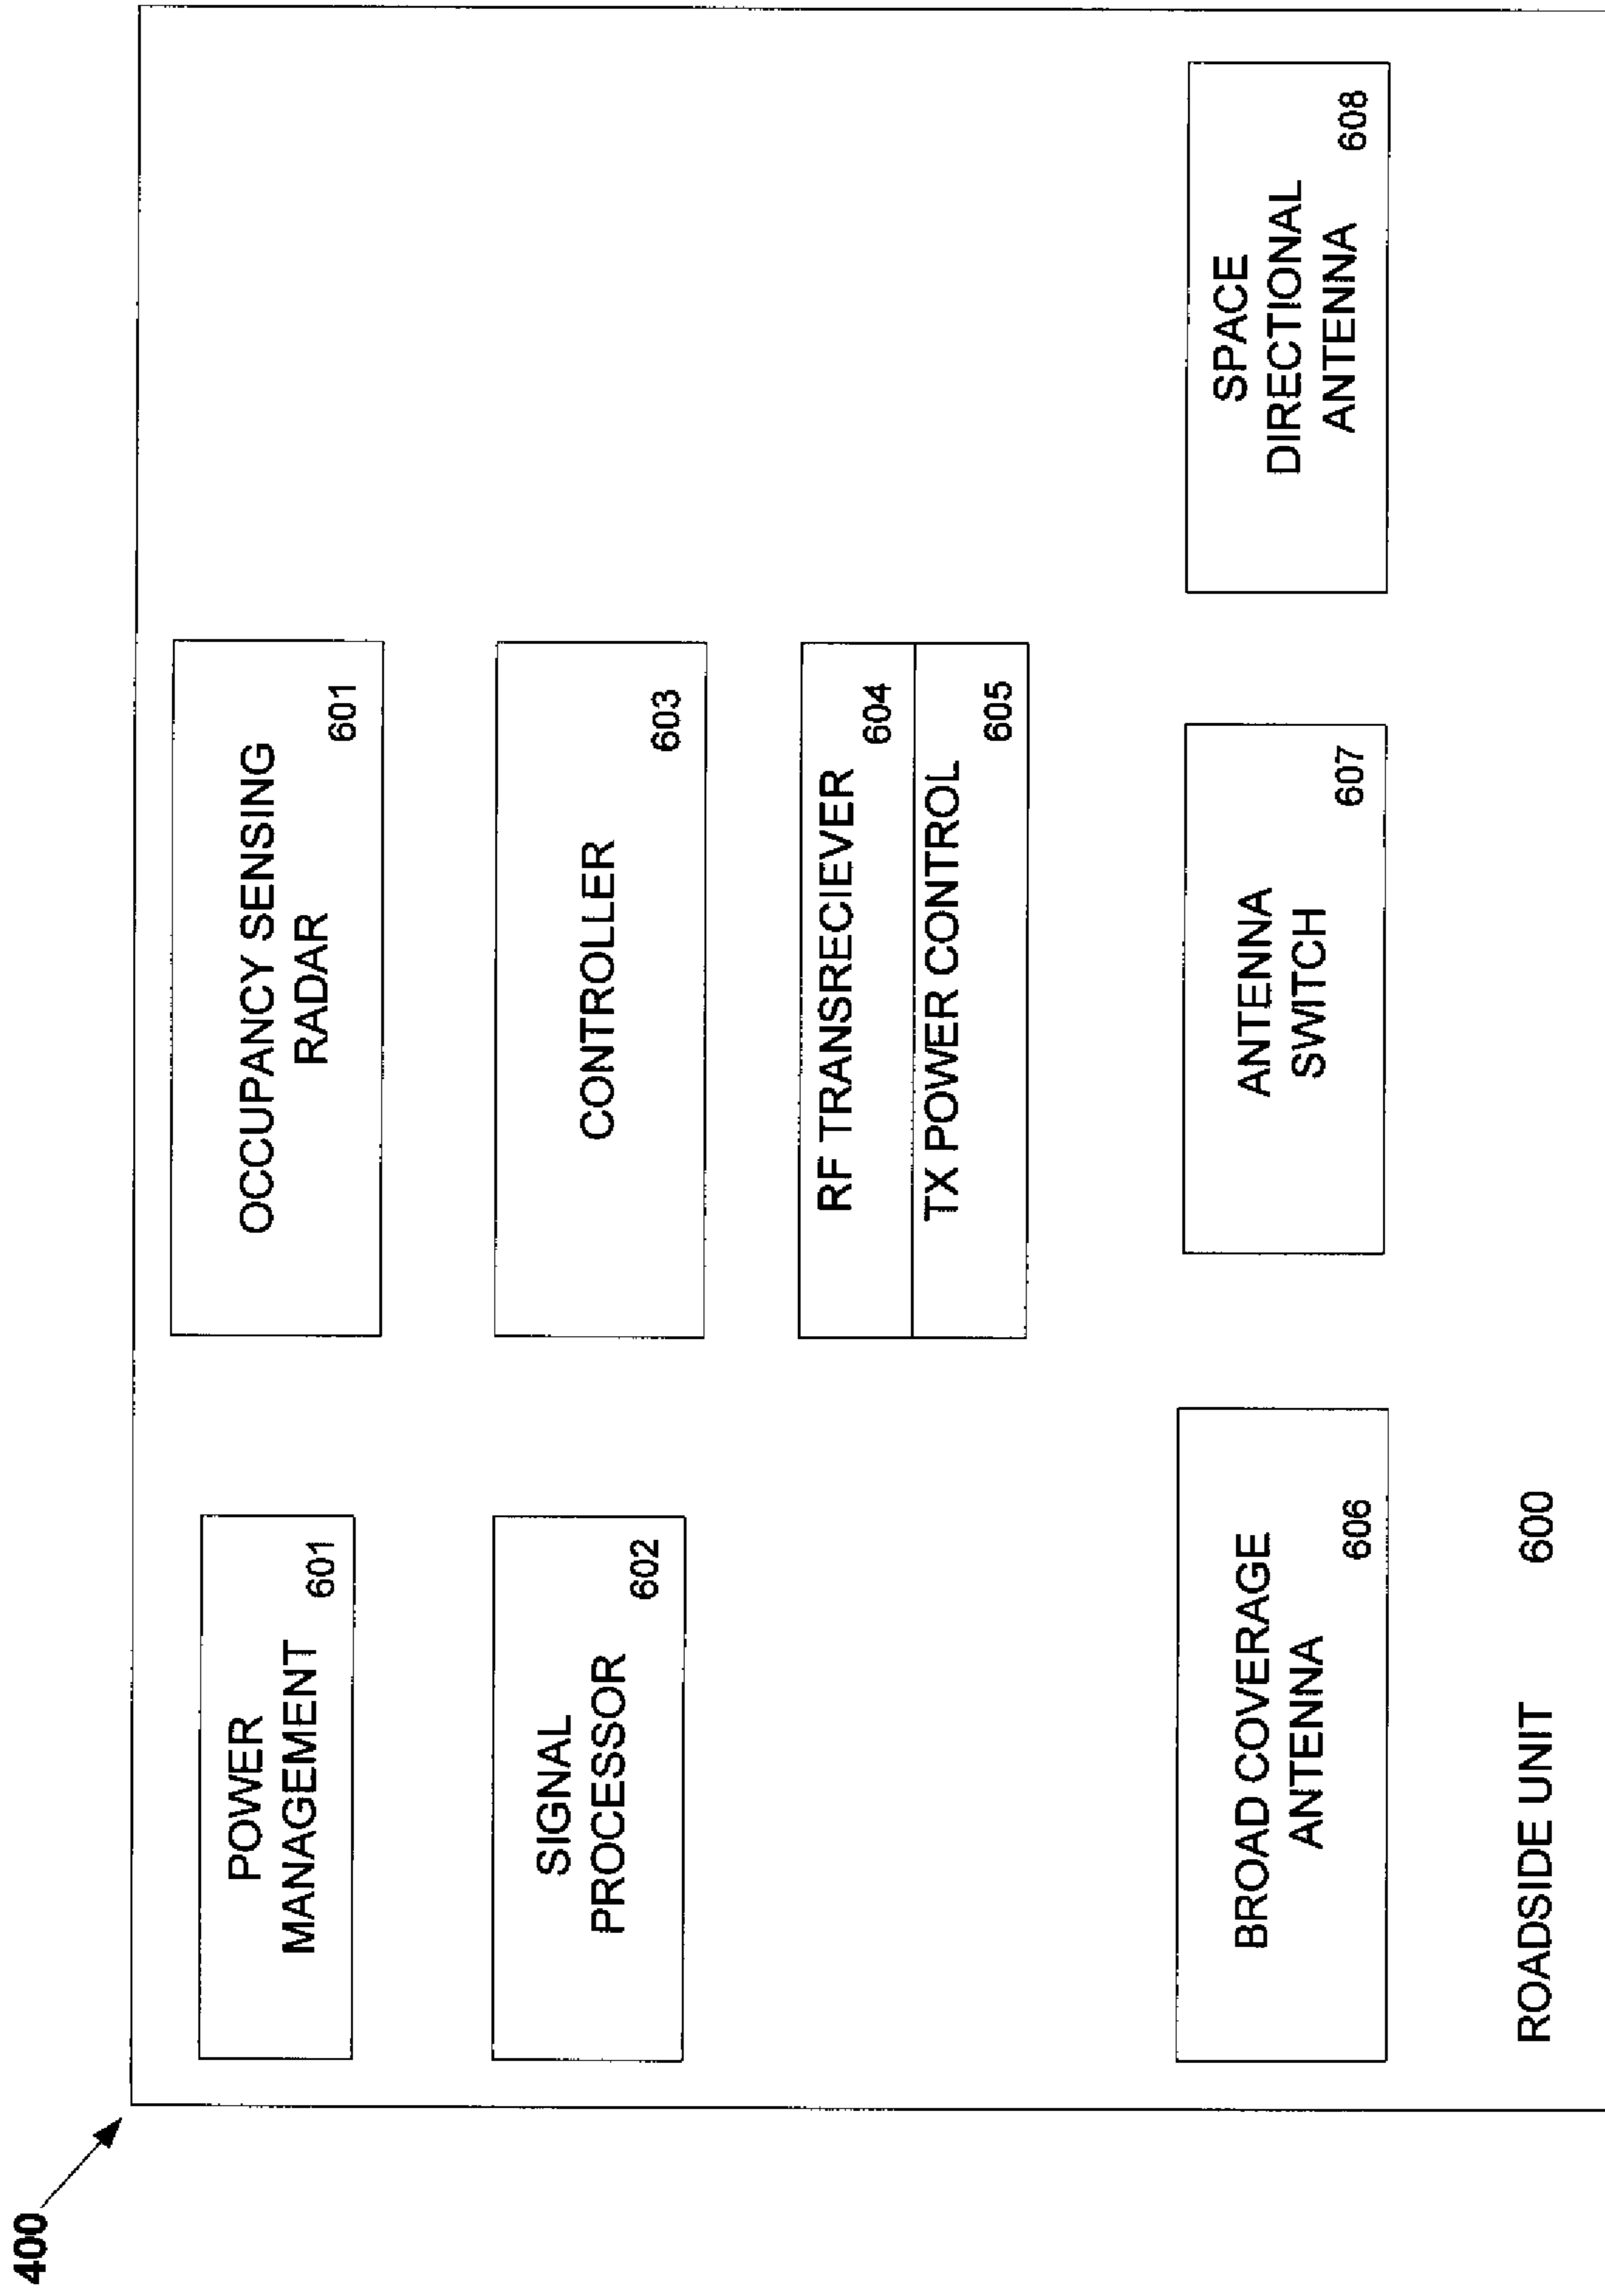 400
POWER
MANAGEMENT
601
OCCUPANCY SENSING
RADAR
601
SIGNAL
PROCESSOR
602
CONTROLLER
603
RF TRANSRECIEVER
604
TX POWER CONTROL
605
BROAD COVERAGE
ANTENNA
606
ANTENNA
SWITCH
607
SPACE
DIRECTIONAL
ANTENNA
608
ROADSIDE UNIT 600